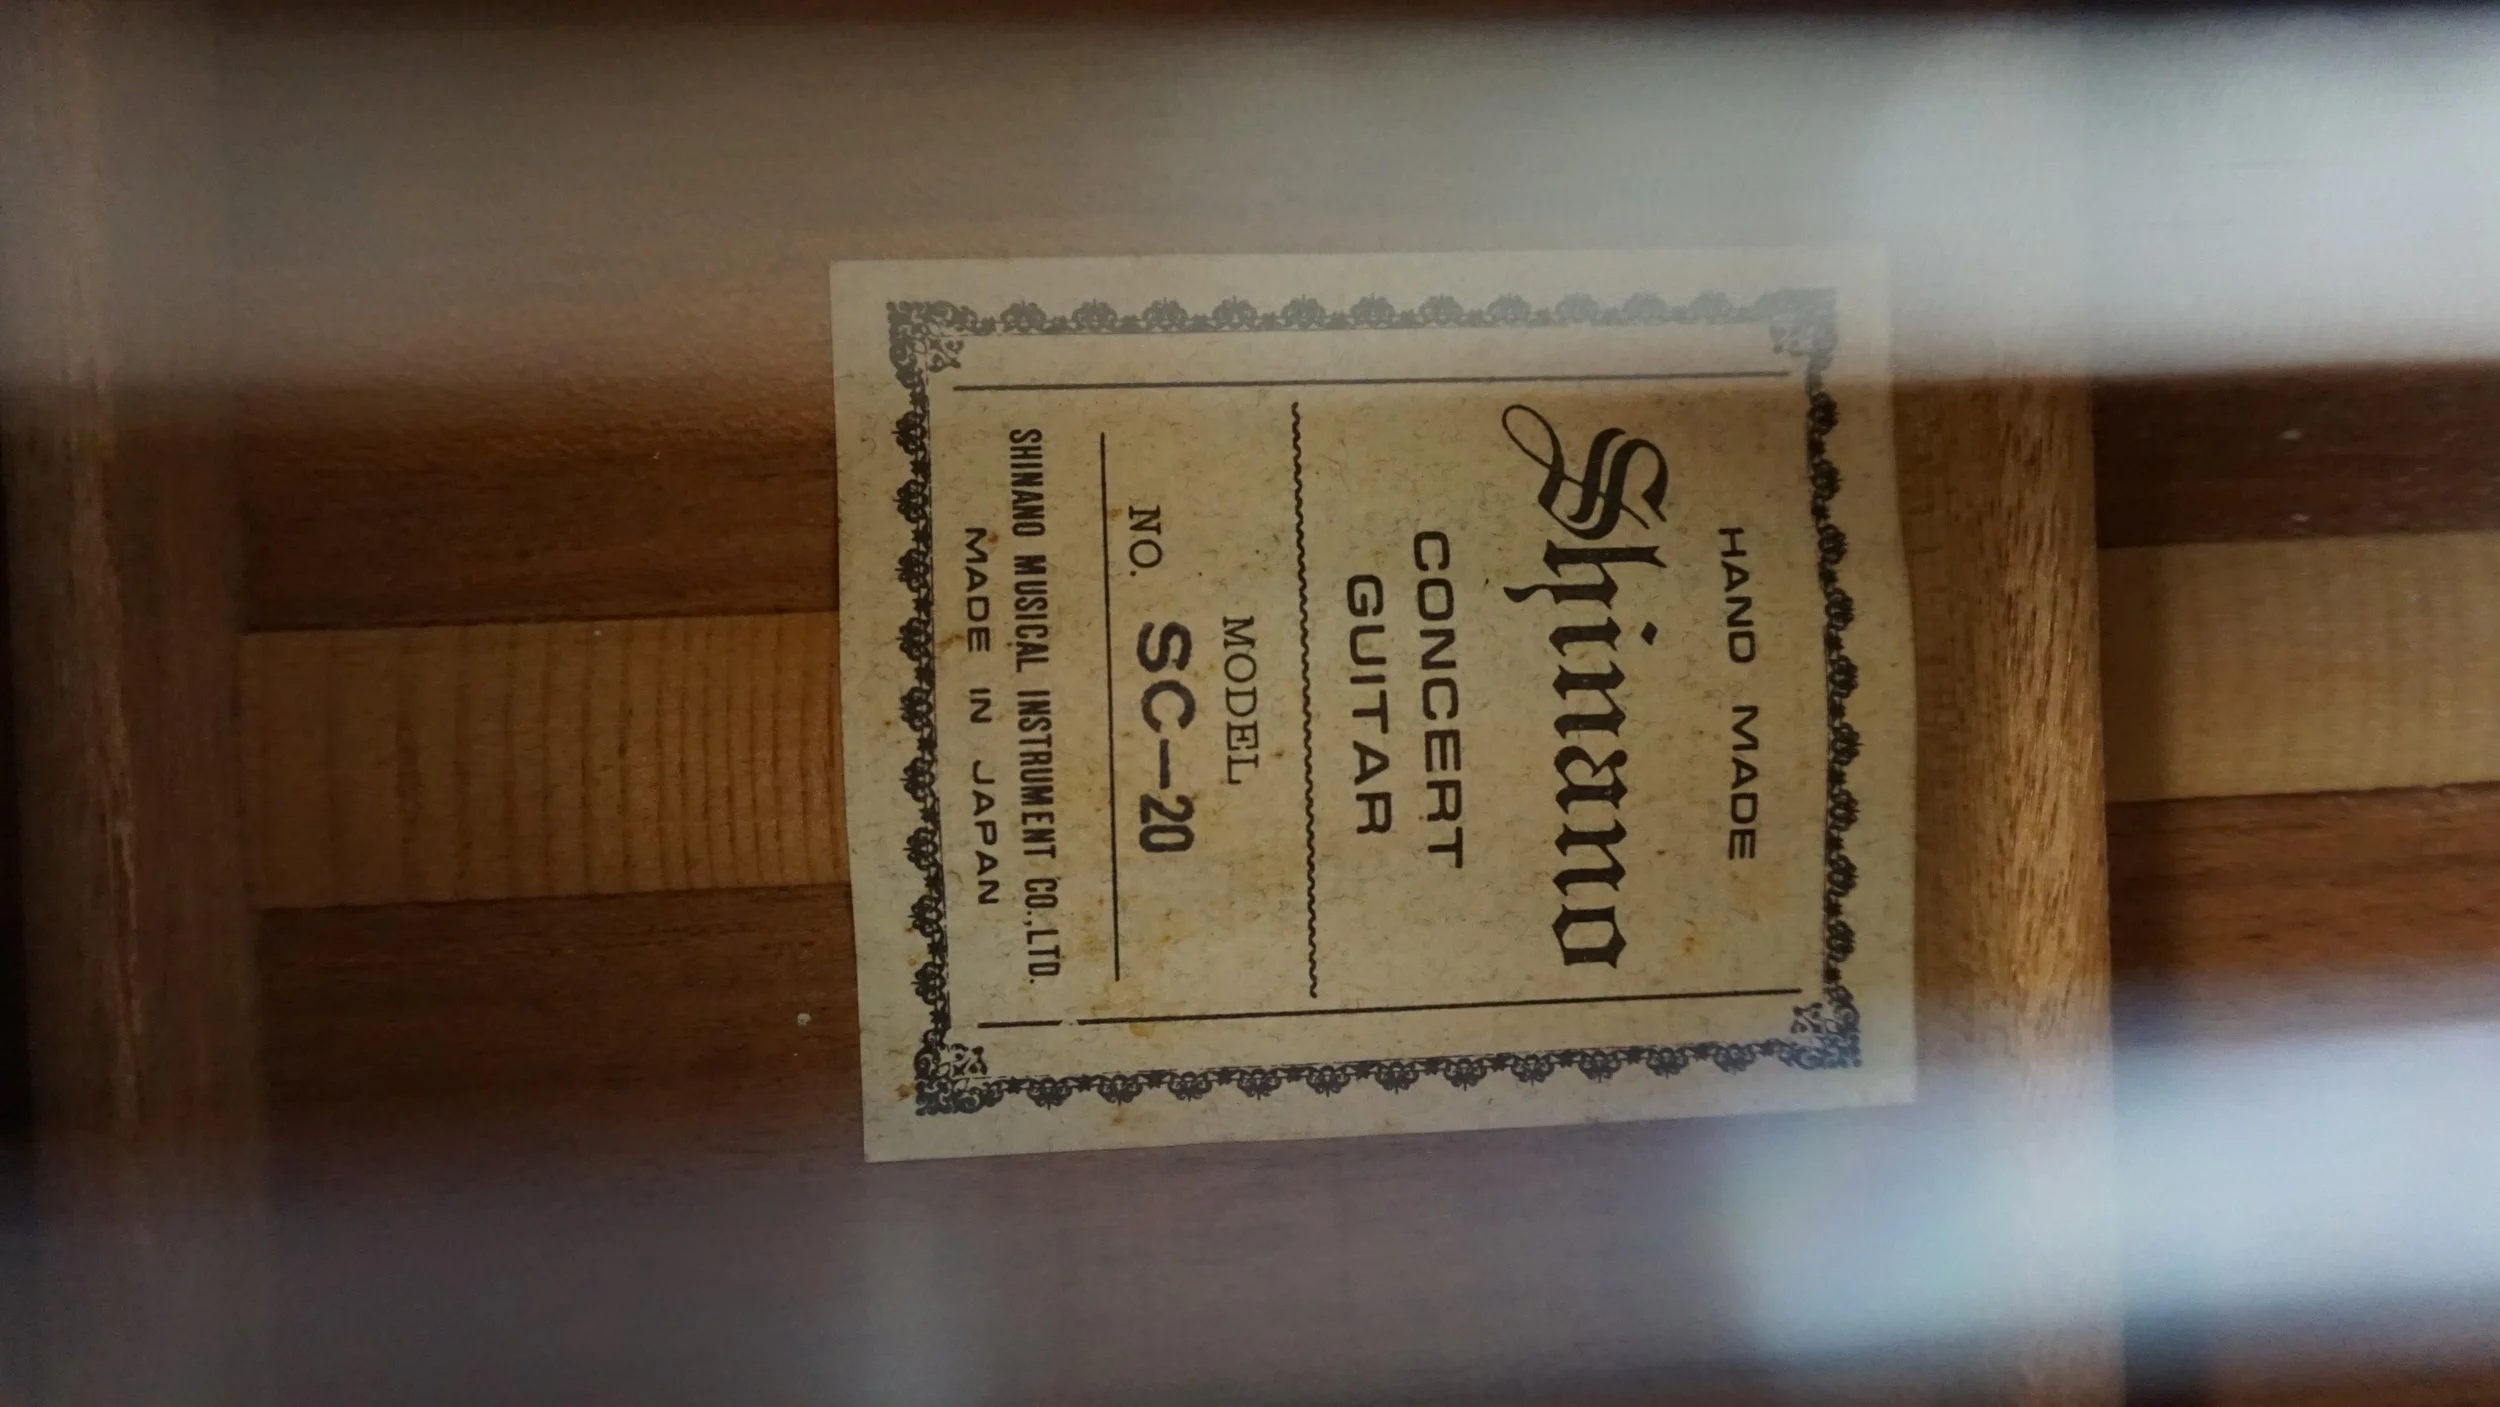 HAND MADE
Shinano
CONCERT
GUITAR
MODEL
NO. SC-20
SHINANO MUSICAL INSTRUMENT CO.,LTD.
MADE IN JAPAN